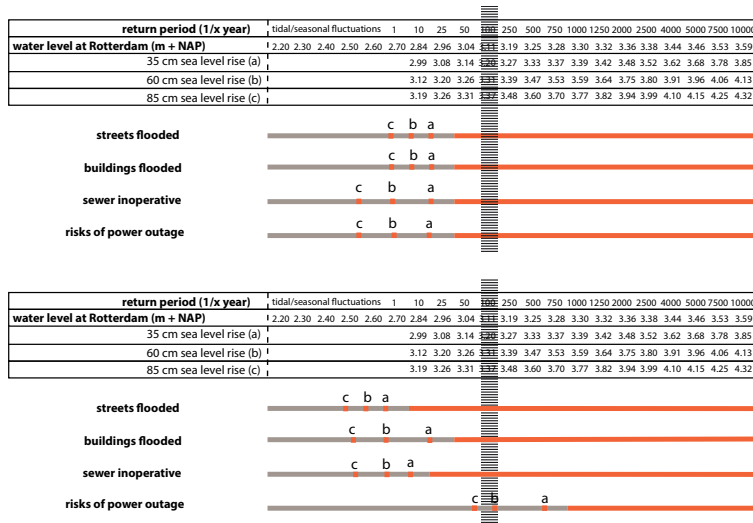 return period (1/x year) tidal/seasonal fluctuations 1 10 25 50 100 250 500 750 1000 1250 2000 2500 4000 5000 7500 10000
water level at Rotterdam (m + NAP) 2.20 2.30 2.40 2.50 2.60 2.70 2.84 2.96 3.04 3.11 3.19 3.25 3.28 3.30 3.32 3.36 3.38 3.44 3.46 3.53 3.59
35 cm sea level rise (a) 2.99 3.08 3.14 3.20 3.27 3.33 3.37 3.39 3.42 3.48 3.52 3.62 3.68 3.78 3.85
60 cm sea level rise (b) 3.12 3.20 3.26 3.31 3.39 3.47 3.53 3.59 3.64 3.75 3.80 3.91 3.96 4.06 4.13
85 cm sea level rise (c) 3.19 3.26 3.31 3.37 3.48 3.60 3.70 3.77 3.82 3.94 3.99 4.10 4.15 4.25 4.32
c b a
streets flooded
c b a
buildings flooded
c b a
sewer inoperative
c b a
risks of power outage
return period (1/x year) tidal/seasonal fluctuations 1 10 25 50 100 250 500 750 1000 1250 2000 2500 4000 5000 7500 10000
water level at Rotterdam (m + NAP) 2.20 2.30 2.40 2.50 2.60 2.70 2.84 2.96 3.04 3.11 3.19 3.25 3.28 3.30 3.32 3.36 3.38 3.44 3.46 3.53 3.59
35 cm sea level rise (a) 2.99 3.08 3.14 3.20 3.27 3.33 3.37 3.39 3.42 3.48 3.52 3.62 3.68 3.78 3.85
60 cm sea level rise (b) 3.12 3.20 3.26 3.31 3.39 3.47 3.53 3.59 3.64 3.75 3.80 3.91 3.96 4.06 4.13
85 cm sea level rise (c) 3.19 3.26 3.31 3.37 3.48 3.60 3.70 3.77 3.82 3.94 3.99 4.10 4.15 4.25 4.32
c b a
streets flooded
c b a
buildings flooded
c b a
sewer inoperative
c b a
risks of power outage